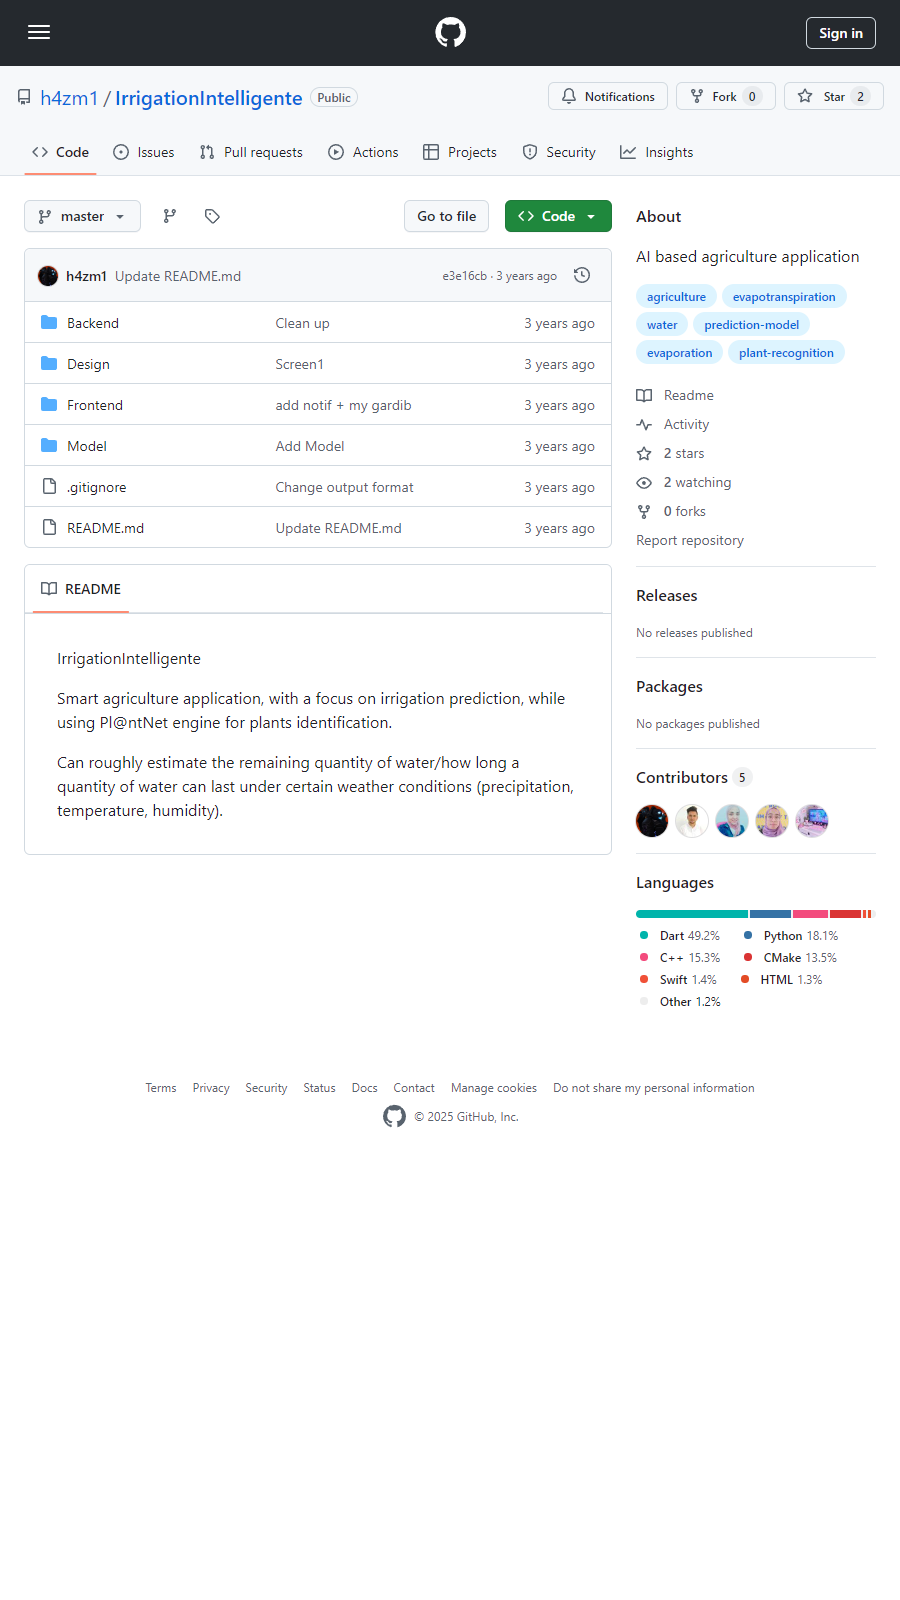 Sign in
h4zm1 / IrrigationIntelligente Public
Notifications Fork 0 Star 2
Code Issues Pull requests Actions Projects Security Insights
master Go to file Code
h4zm1 Update README.md e3e16cb · 3 years ago
Backend Clean up 3 years ago
Design Screen1 3 years ago
Frontend add notif + my gardib 3 years ago
Model Add Model 3 years ago
.gitignore Change output format 3 years ago
README.md Update README.md 3 years ago
README
IrrigationIntelligente
Smart agriculture application, with a focus on irrigation prediction, while
using Pl@ntNet engine for plants identification.
Can roughly estimate the remaining quantity of water/how long a
quantity of water can last under certain weather conditions (precipitation,
temperature, humidity).
About
AI based agriculture application
agriculture evapotranspiration
water prediction-model
evaporation plant-recognition
Readme
Activity
2 stars
2 watching
0 forks
Report repository
Releases
No releases published
Packages
No packages published
Contributors 5
Languages
Dart 49.2% Python 18.1%
C++ 15.3% CMake 13.5%
Swift 1.4% HTML 1.3%
Other 1.2%
Terms Privacy Security Status Docs Contact Manage cookies Do not share my personal information
© 2025 GitHub, Inc.